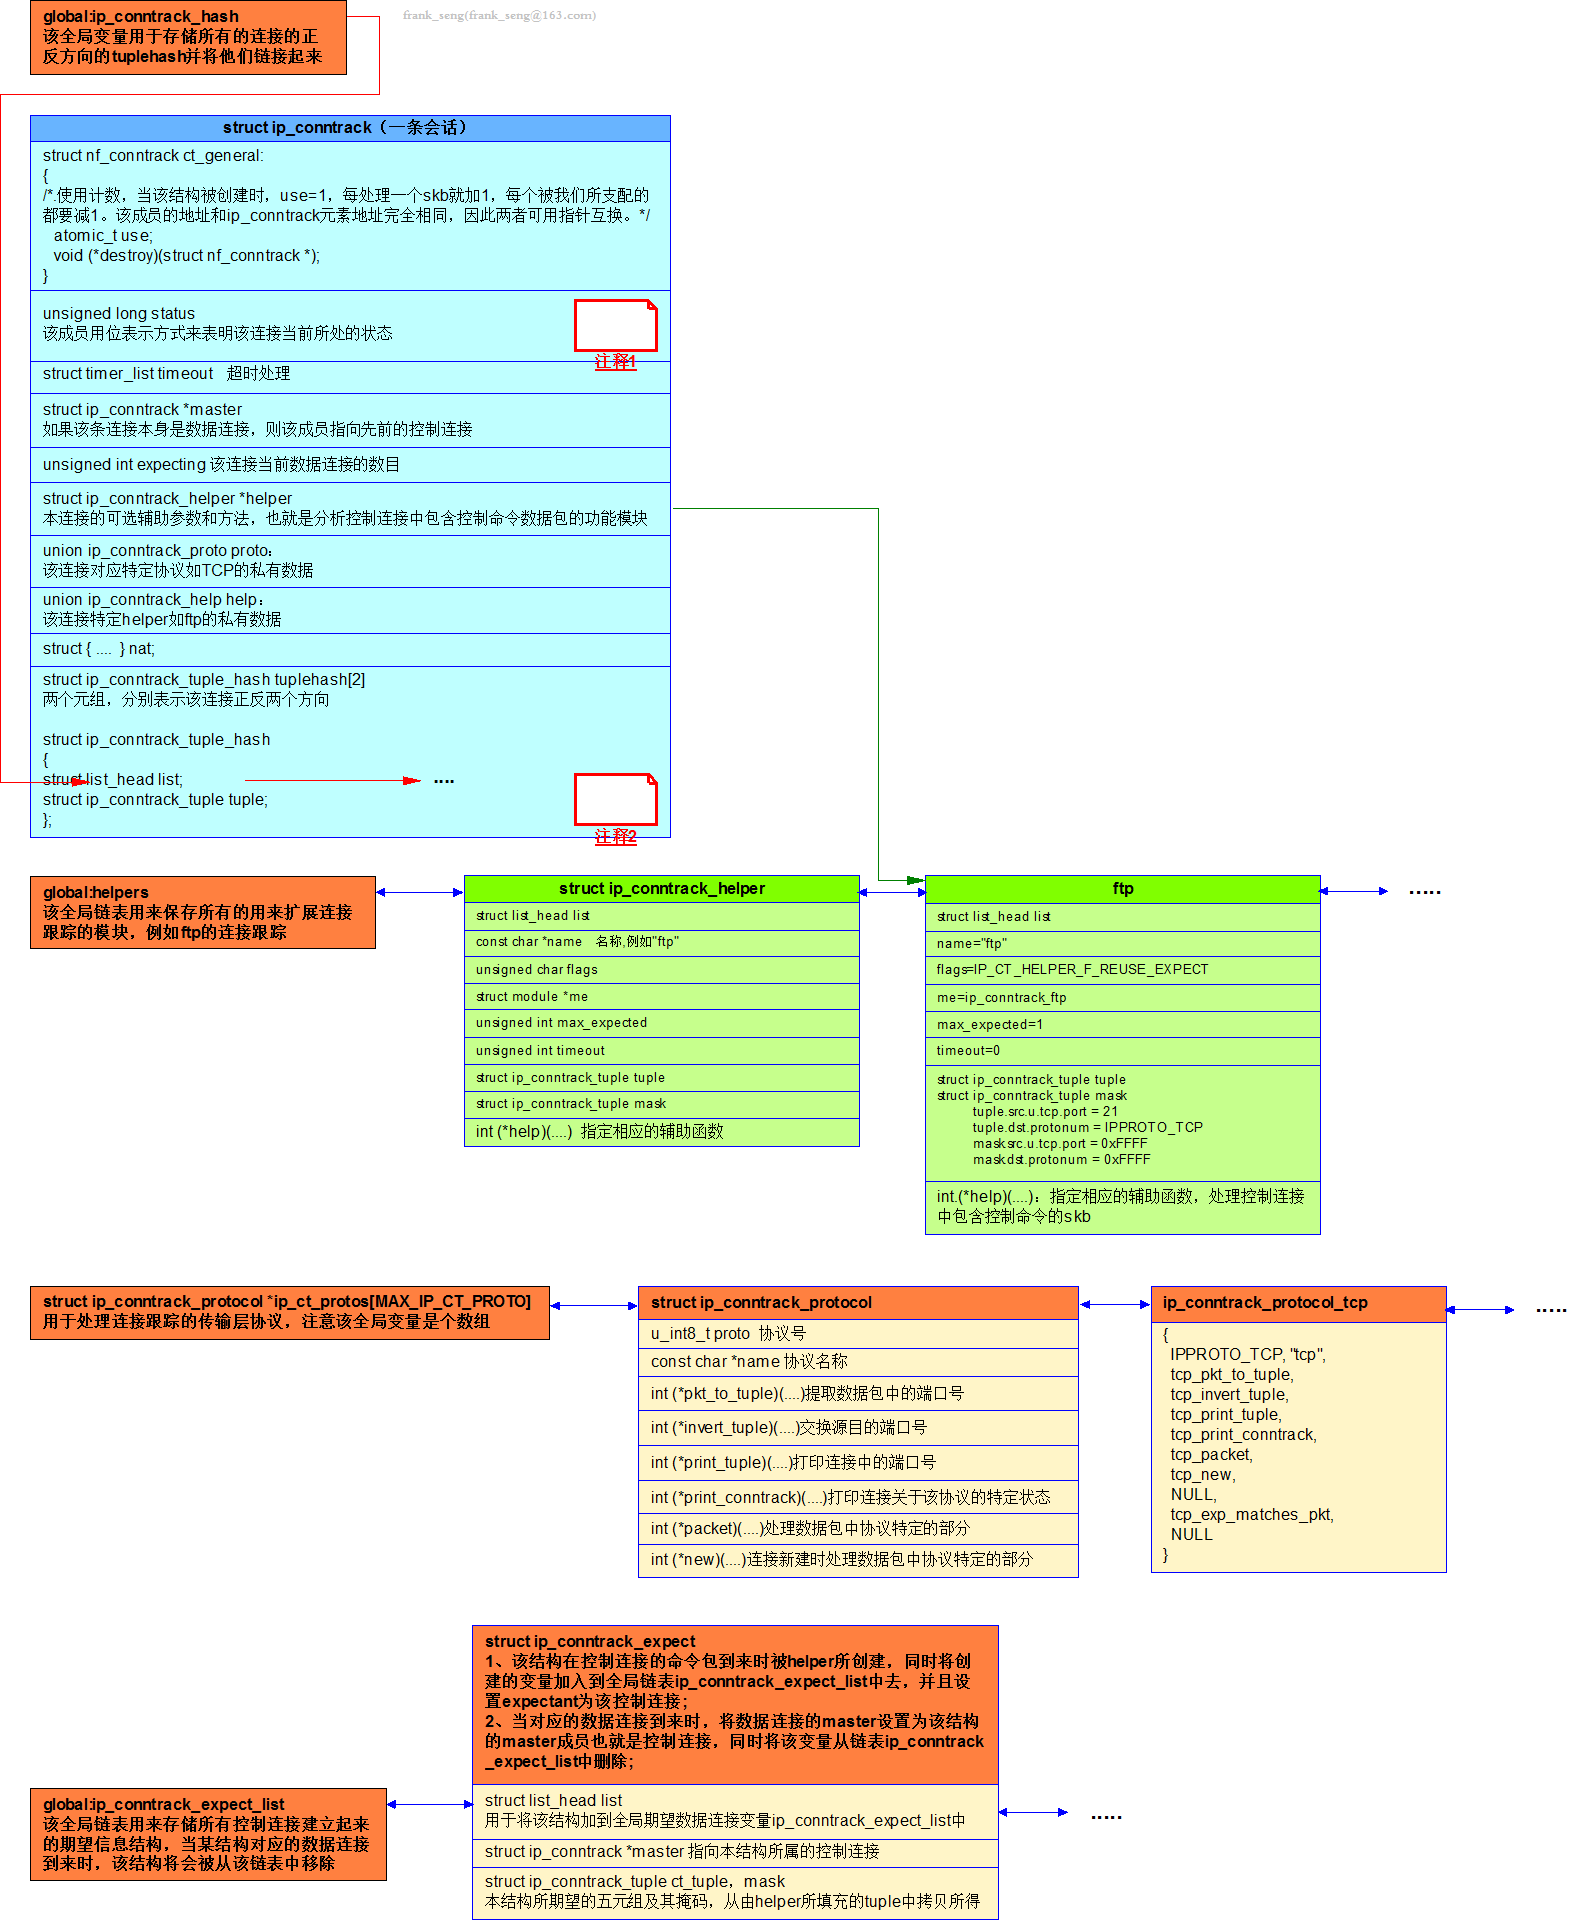 global:ip_conntrack_hash
该全局变量用于存储所有的连接的正
反方向的tuplehash并将他们链接起来
frank_seng(frank_seng@163.com)
struct ip_conntrack（一条会话）
struct nf_conntrack ct_general:
{
/*.使用计数，当该结构被创建时，use=1，每处理一个skb就加1，每个被我们所支配的
都要减1。该成员的地址和ip_conntrack元素地址完全相同，因此两者可用指针互换。*/
atomic_t use;
void (*destroy)(struct nf_conntrack *);
}
unsigned long status
该成员用位表示方式来表明该连接当前所处的状态
注释1
struct timer_list timeout 超时处理
struct ip_conntrack *master
如果该条连接本身是数据连接，则该成员指向先前的控制连接
unsigned int expecting 该连接当前数据连接的数目
struct ip_conntrack_helper *helper
本连接的可选辅助参数和方法，也就是分析控制连接中包含控制命令数据包的功能模块
union ip_conntrack_proto proto：
该连接对应特定协议如TCP的私有数据
union ip_conntrack_help help：
该连接特定helper如ftp的私有数据
struct { .... } nat;
struct ip_conntrack_tuple_hash tuplehash[2]
两个元组，分别表示该连接正反两个方向
struct ip_conntrack_tuple_hash
{
struct list_head list;
....
struct ip_conntrack_tuple tuple;
};
注释2
global:helpers
该全局链表用来保存所有的用来扩展连接
跟踪的模块，例如ftp的连接跟踪
struct ip_conntrack_helper
struct list_head list
const char *name 名称,例如"ftp"
unsigned char flags
struct module *me
unsigned int max_expected
unsigned int timeout
struct ip_conntrack_tuple tuple
struct ip_conntrack_tuple mask
int (*help)(....) 指定相应的辅助函数
ftp
struct list_head list
name="ftp"
flags=IP_CT_HELPER_F_REUSE_EXPECT
me=ip_conntrack_ftp
max_expected=1
timeout=0
struct ip_conntrack_tuple tuple
struct ip_conntrack_tuple mask
tuple.src.u.tcp.port = 21
tuple.dst.protonum = IPPROTO_TCP
mask.src.u.tcp.port = 0xFFFF
mask.dst.protonum = 0xFFFF
int.(*help)(....)：指定相应的辅助函数，处理控制连接
中包含控制命令的skb
.....
struct ip_conntrack_protocol *ip_ct_protos[MAX_IP_CT_PROTO]
用于处理连接跟踪的传输层协议，注意该全局变量是个数组
struct ip_conntrack_protocol
u_int8_t proto 协议号
const char *name 协议名称
int (*pkt_to_tuple)(....)提取数据包中的端口号
int (*invert_tuple)(....)交换源目的端口号
int (*print_tuple)(....)打印连接中的端口号
int (*print_conntrack)(....)打印连接关于该协议的特定状态
int (*packet)(....)处理数据包中协议特定的部分
int (*new)(....)连接新建时处理数据包中协议特定的部分
ip_conntrack_protocol_tcp
{
IPPROTO_TCP, "tcp",
tcp_pkt_to_tuple,
tcp_invert_tuple,
tcp_print_tuple,
tcp_print_conntrack,
tcp_packet,
tcp_new,
NULL,
tcp_exp_matches_pkt,
NULL
}
.....
struct ip_conntrack_expect
1、该结构在控制连接的命令包到来时被helper所创建，同时将创
建的变量加入到全局链表ip_conntrack_expect_list中去，并且设
置expectant为该控制连接；
2、当对应的数据连接到来时，将数据连接的master设置为该结构
的master成员也就是控制连接，同时将该变量从链表ip_conntrack
_expect_list中删除；
global:ip_conntrack_expect_list
该全局链表用来存储所有控制连接建立起来
的期望信息结构，当某结构对应的数据连接
到来时，该结构将会被从该链表中移除
struct list_head list
用于将该结构加到全局期望数据连接变量ip_conntrack_expect_list中
struct ip_conntrack *master 指向本结构所属的控制连接
struct ip_conntrack_tuple ct_tuple，mask
本结构所期望的五元组及其掩码，从由helper所填充的tuple中拷贝所得
.....